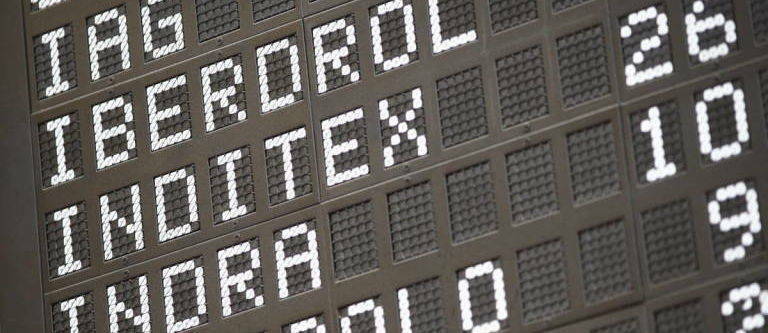 IAG
IBERDROL
INDITEX 26
INDRA 10
9